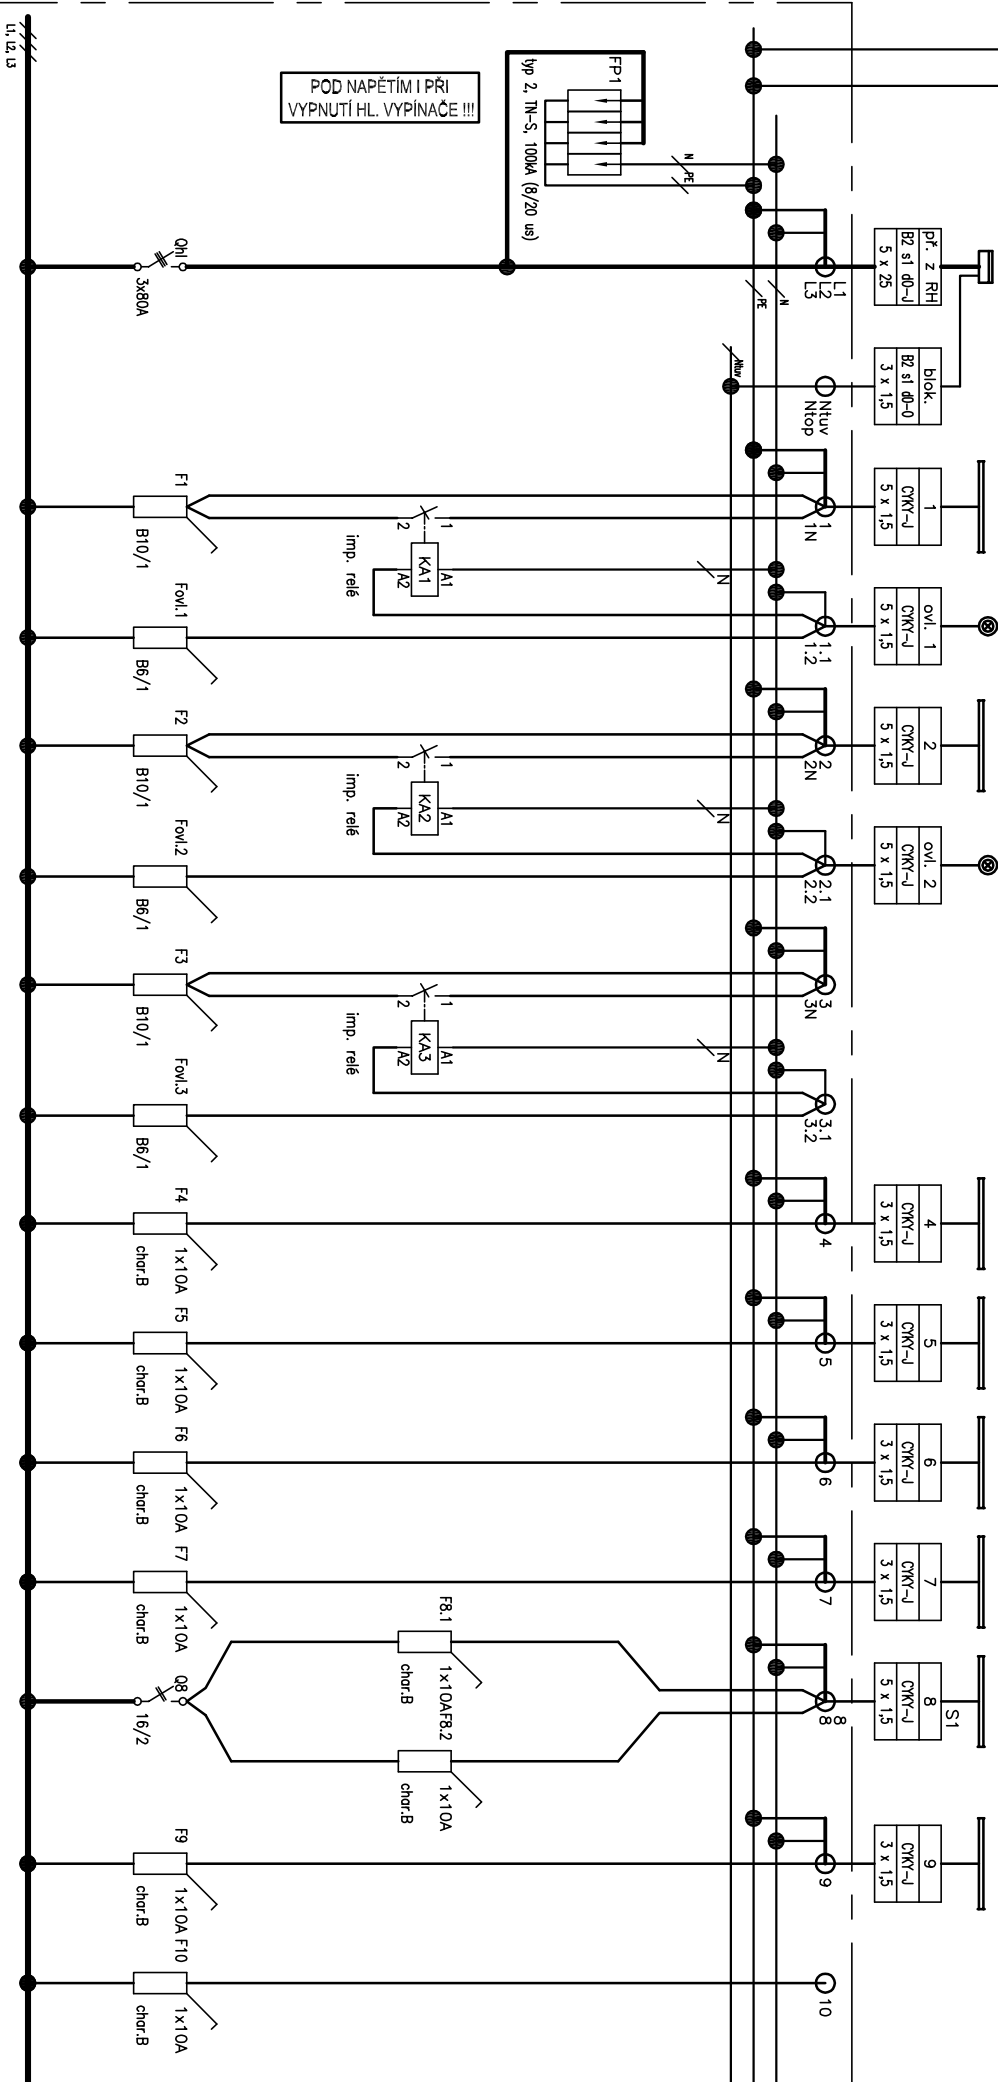 L1, L2, L3
POD NAPĚTÍM I PŘI
VYPNUTÍ HL. VYPÍNAČE !!!
FP1
typ 2, TN-S, 100kA (8/20 us)
N
PE
Qhl
3x80A
L1
L2
L3
N
PE
př. z RH
B2 s1 d0-J
5 x 25
blok.
B2 s1 d0-O
3 x 1,5
Ntuv
Ntuv
Ntop
F1
B10/1
1
2
KA1
A1
A2
imp. relé
N
1
1N
1
CYKY-J
5 x 1,5
Fovl.1
B6/1
1.1
1.2
ovl. 1
CYKY-J
5 x 1,5
F2
B10/1
1
2
KA2
A1
A2
imp. relé
N
2
2N
2
CYKY-J
5 x 1,5
Fovl.2
B6/1
2.1
2.2
ovl. 2
CYKY-J
5 x 1,5
F3
B10/1
1
2
KA3
A1
A2
imp. relé
N
3
3N
Fovl.3
B6/1
3.1
3.2
F4
1x10A
char.B
4
4
CYKY-J
3 x 1,5
F5
1x10A
char.B
5
5
CYKY-J
3 x 1,5
F6
1x10A
char.B
6
6
CYKY-J
3 x 1,5
F7
1x10A
char.B
7
7
CYKY-J
3 x 1,5
Q8
16/2
F8.1
1x10A
char.B
F8.2
1x10A
char.B
8
8
S1
8
CYKY-J
5 x 1,5
F9
1x10A
char.B
9
9
CYKY-J
3 x 1,5
F10
1x10A
char.B
10